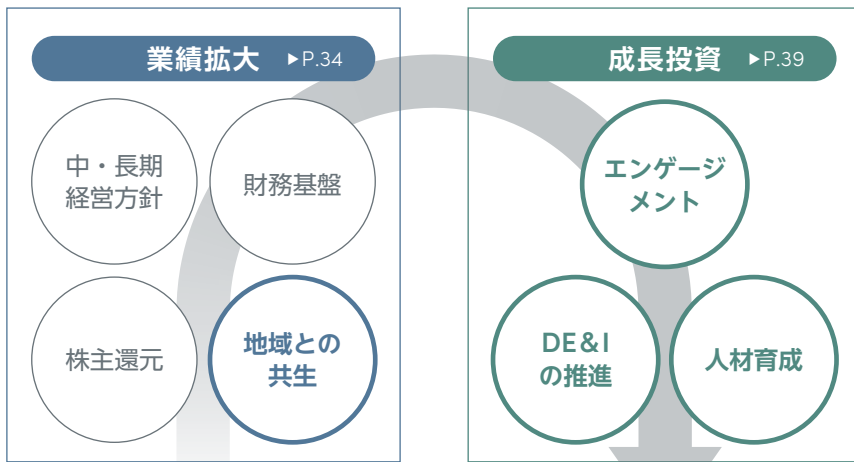 業績拡大 ▶P.34
中・長期
経営方針
財務基盤
株主還元
地域との
共生
成長投資 ▶P.39
エンゲージ
メント
DE&I
の推進
人材育成